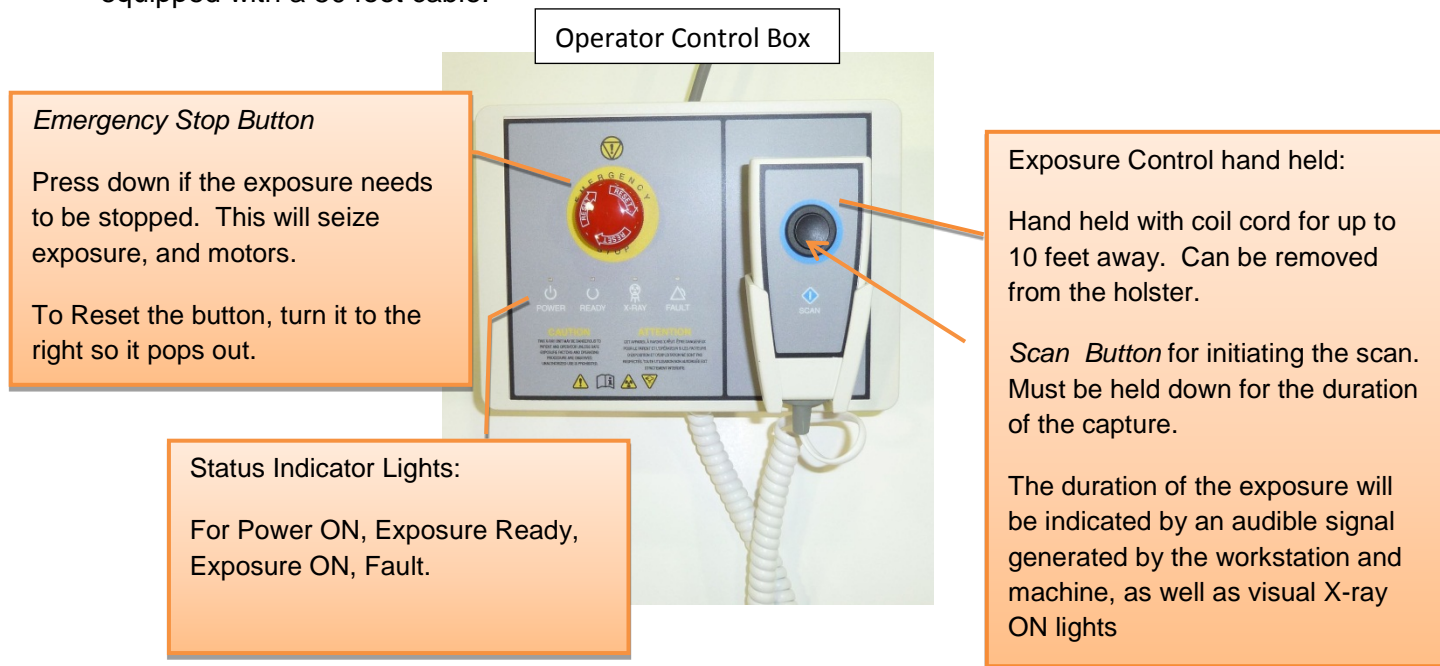 equipped with a 50 feet cable.
Operator Control Box
Emergency Stop Button
Press down if the exposure needs
to be stopped. This will seize
exposure, and motors.
To Reset the button, turn it to the
right so it pops out.
Status Indicator Lights:
For Power ON, Exposure Ready,
Exposure ON, Fault.
EMERGENCY
RESET
RESET
RESET
STOP
POWER READY X-RAY FAULT
CAUTION ATTENTION
SCAN
Exposure Control hand held:
Hand held with coil cord for up to
10 feet away. Can be removed
from the holster.
Scan Button for initiating the scan.
Must be held down for the duration
of the capture.
The duration of the exposure will
be indicated by an audible signal
generated by the workstation and
machine, as well as visual X-ray
ON lights